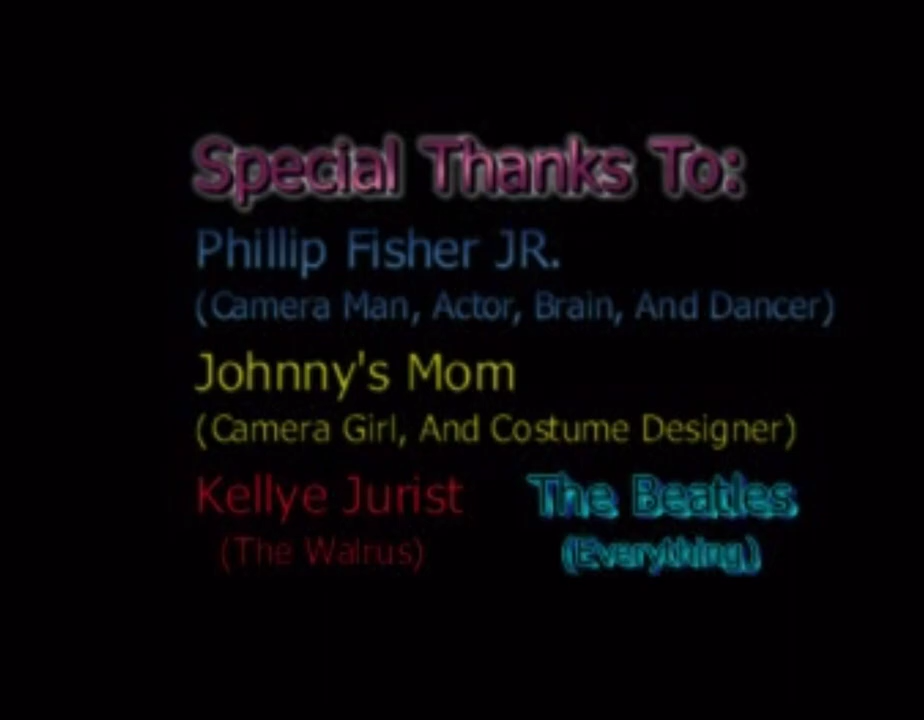 Special Thanks To:
Phillip Fisher JR.
(Camera Man, Actor, Brain, And Dancer)
Johnny's Mom
(Camera Girl, And Costume Designer)
Kellye Jurist The Beatles
(The Walrus) (Everything)